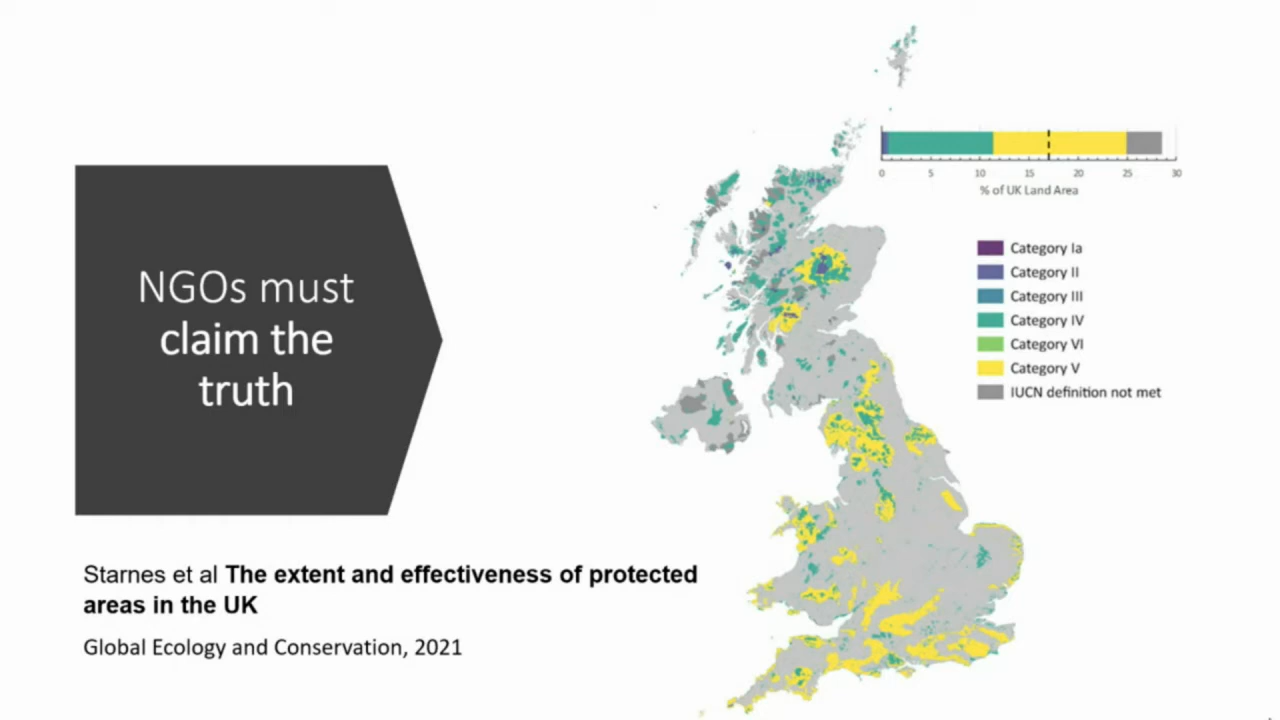 NGOs must
claim the
truth
Starnes et al The extent and effectiveness of protected
areas in the UK
Global Ecology and Conservation, 2021
0 5 10 15 20 25 30
% of UK Land Area
Category Ia
Category II
Category III
Category IV
Category VI
Category V
IUCN definition not met